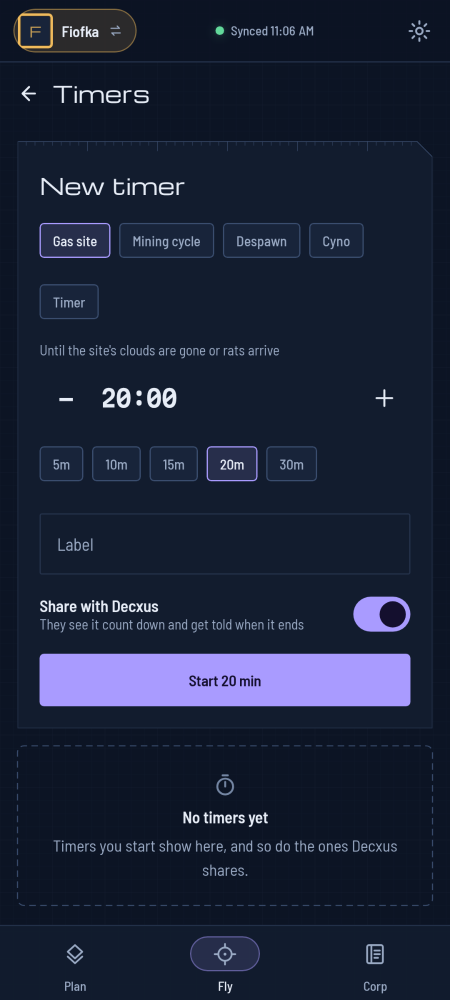 F Fiofka
Synced 11:06 AM
Timers
New timer
Gas site Mining cycle Despawn Cyno
Timer
Until the site's clouds are gone or rats arrive
− 20:00 +
5m 10m 15m 20m 30m
Label
Share with Decxus
They see it count down and get told when it ends
Start 20 min
No timers yet
Timers you start show here, and so do the ones Decxus
shares.
Plan Fly Corp